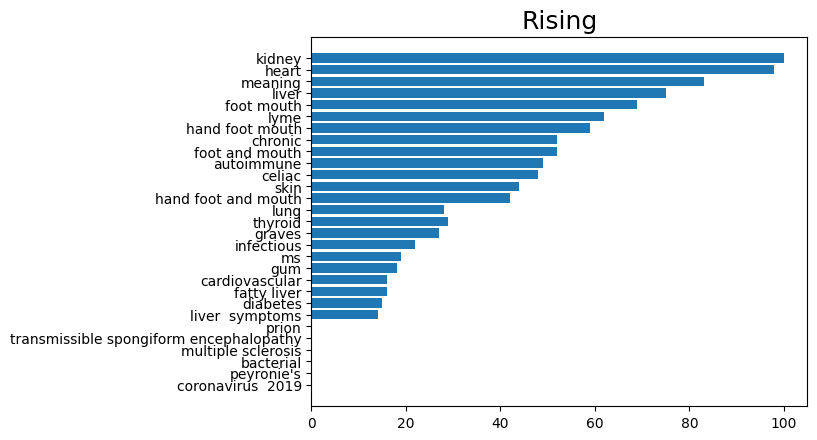 Rising
kidney
heart
meaning
liver
foot mouth
lyme
hand foot mouth
chronic
foot and mouth
autoimmune
celiac
skin
hand foot and mouth
lung
thyroid
graves
infectious
ms
gum
cardiovascular
fatty liver
diabetes
liver  symptoms
prion
transmissible spongiform encephalopathy
multiple sclerosis
bacterial
peyronie's
coronavirus  2019
0 20 40 60 80 100